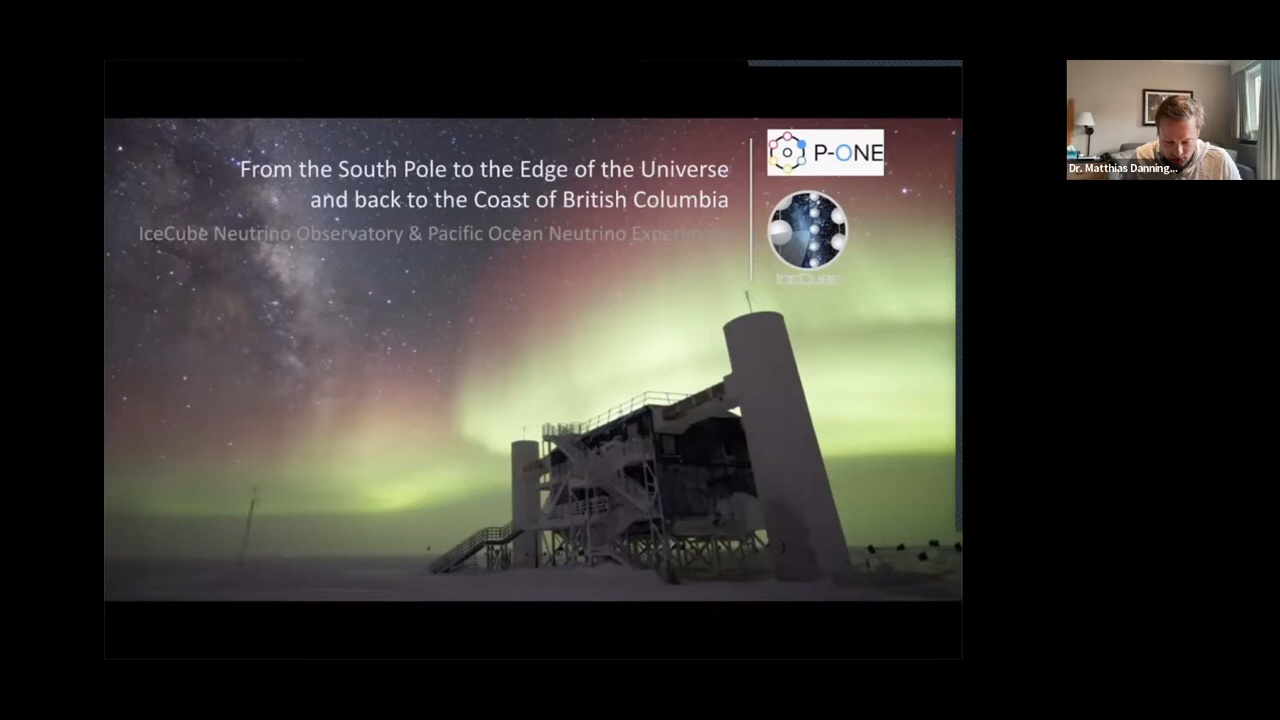 From the South Pole to the Edge of the Universe
and back to the Coast of British Columbia
IceCube Neutrino Observatory & Pacific Ocean Neutrino Experiment
P-ONE
ICECUBE
Dr. Matthias Danning...